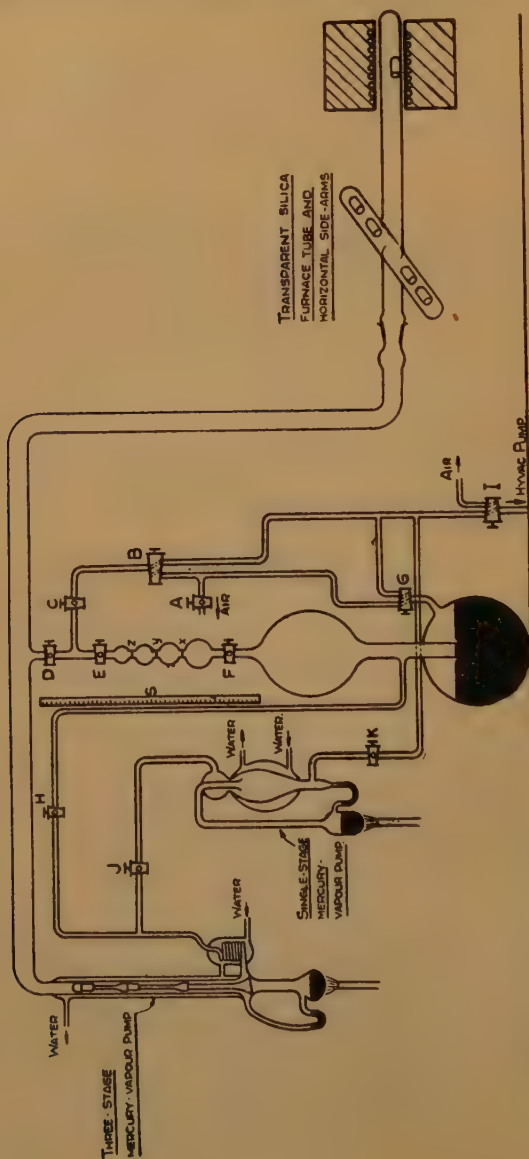 TRANSPARENT SILICA
FURNACE TUBE AND
HORIZONTAL SIDE-ARMS
AIR
I
HYVAC PUMP
B
C
A
AIR
G
D
E
z
y
x
F
S
H
J
WATER
WATER
K
SINGLE-STAGE
MERCURY-
VAPOUR PUMP
WATER
WATER
THREE-STAGE
MERCURY-VAPOUR PUMP